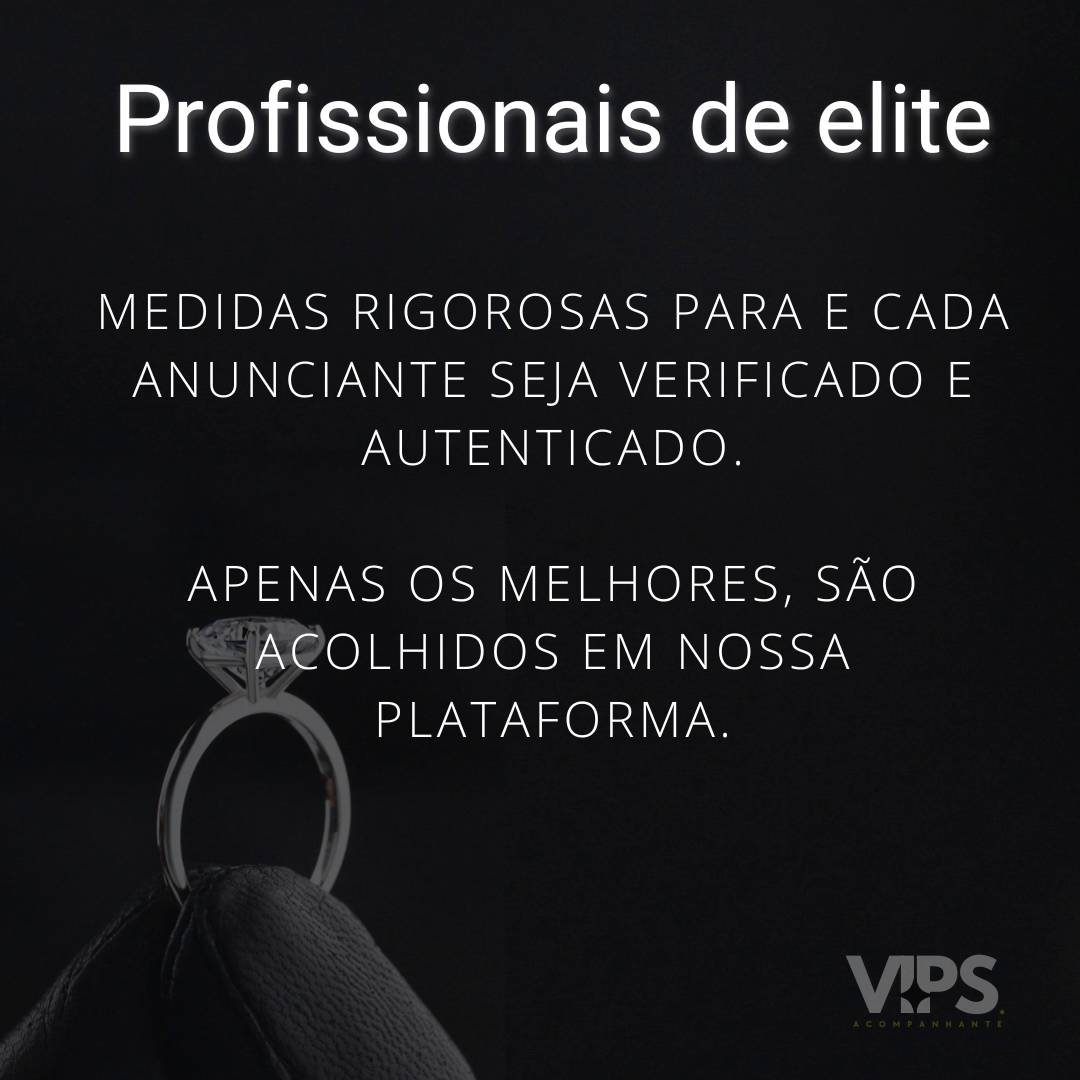 Profissionais de elite
MEDIDAS RIGOROSAS PARA E CADA
ANUNCIANTE SEJA VERIFICADO E
AUTENTICADO.
APENAS OS MELHORES, SÃO
ACOLHIDOS EM NOSSA
PLATAFORMA.
VIPS
ACOMPANHANTE